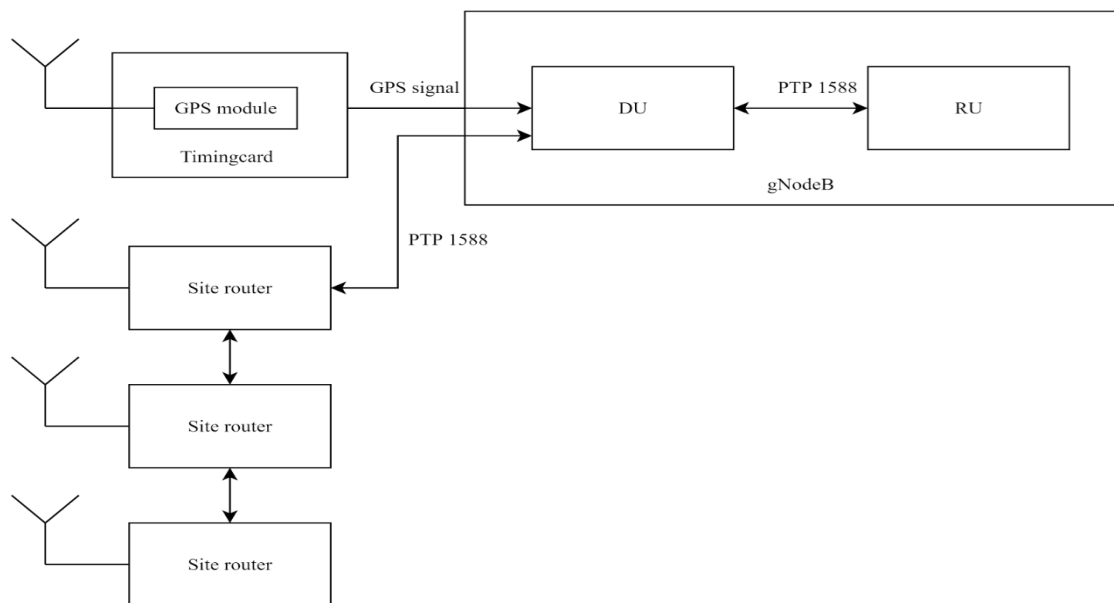 GPS signal
PTP 1588
GPS module
DU
RU
Timingcard
gNodeB
PTP 1588
Site router
Site router
Site router